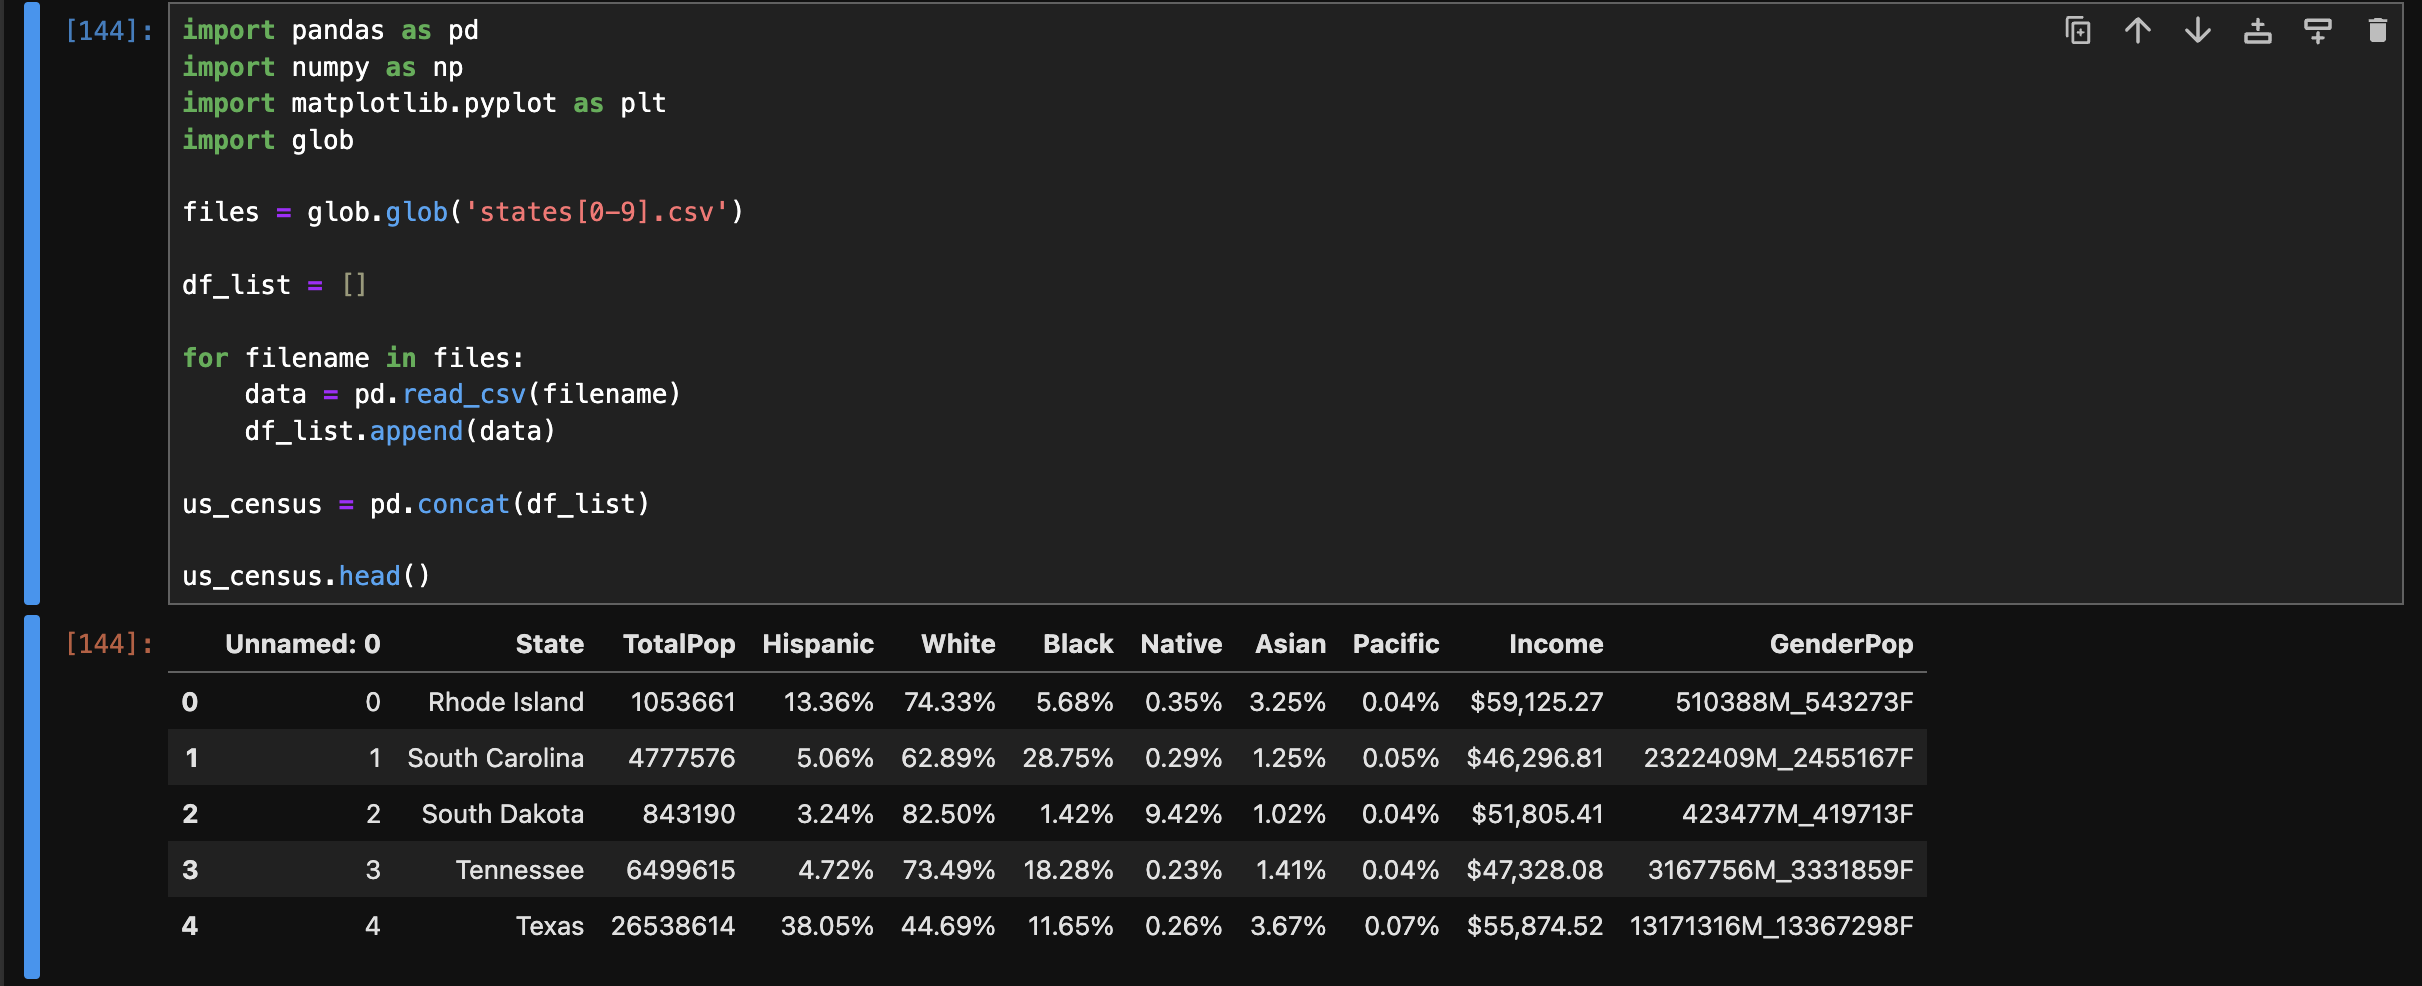 [144]: import pandas as pd
import numpy as np
import matplotlib.pyplot as plt
import glob
files = glob.glob('states[0-9].csv')
df_list = []
for filename in files:
    data = pd.read_csv(filename)
    df_list.append(data)
us_census = pd.concat(df_list)
us_census.head()
[144]: Unnamed: 0 State TotalPop Hispanic White Black Native Asian Pacific Income GenderPop
0 0 Rhode Island 1053661 13.36% 74.33% 5.68% 0.35% 3.25% 0.04% $59,125.27 510388M_543273F
1 1 South Carolina 4777576 5.06% 62.89% 28.75% 0.29% 1.25% 0.05% $46,296.81 2322409M_2455167F
2 2 South Dakota 843190 3.24% 82.50% 1.42% 9.42% 1.02% 0.04% $51,805.41 423477M_419713F
3 3 Tennessee 6499615 4.72% 73.49% 18.28% 0.23% 1.41% 0.04% $47,328.08 3167756M_3331859F
4 4 Texas 26538614 38.05% 44.69% 11.65% 0.26% 3.67% 0.07% $55,874.52 13171316M_13367298F